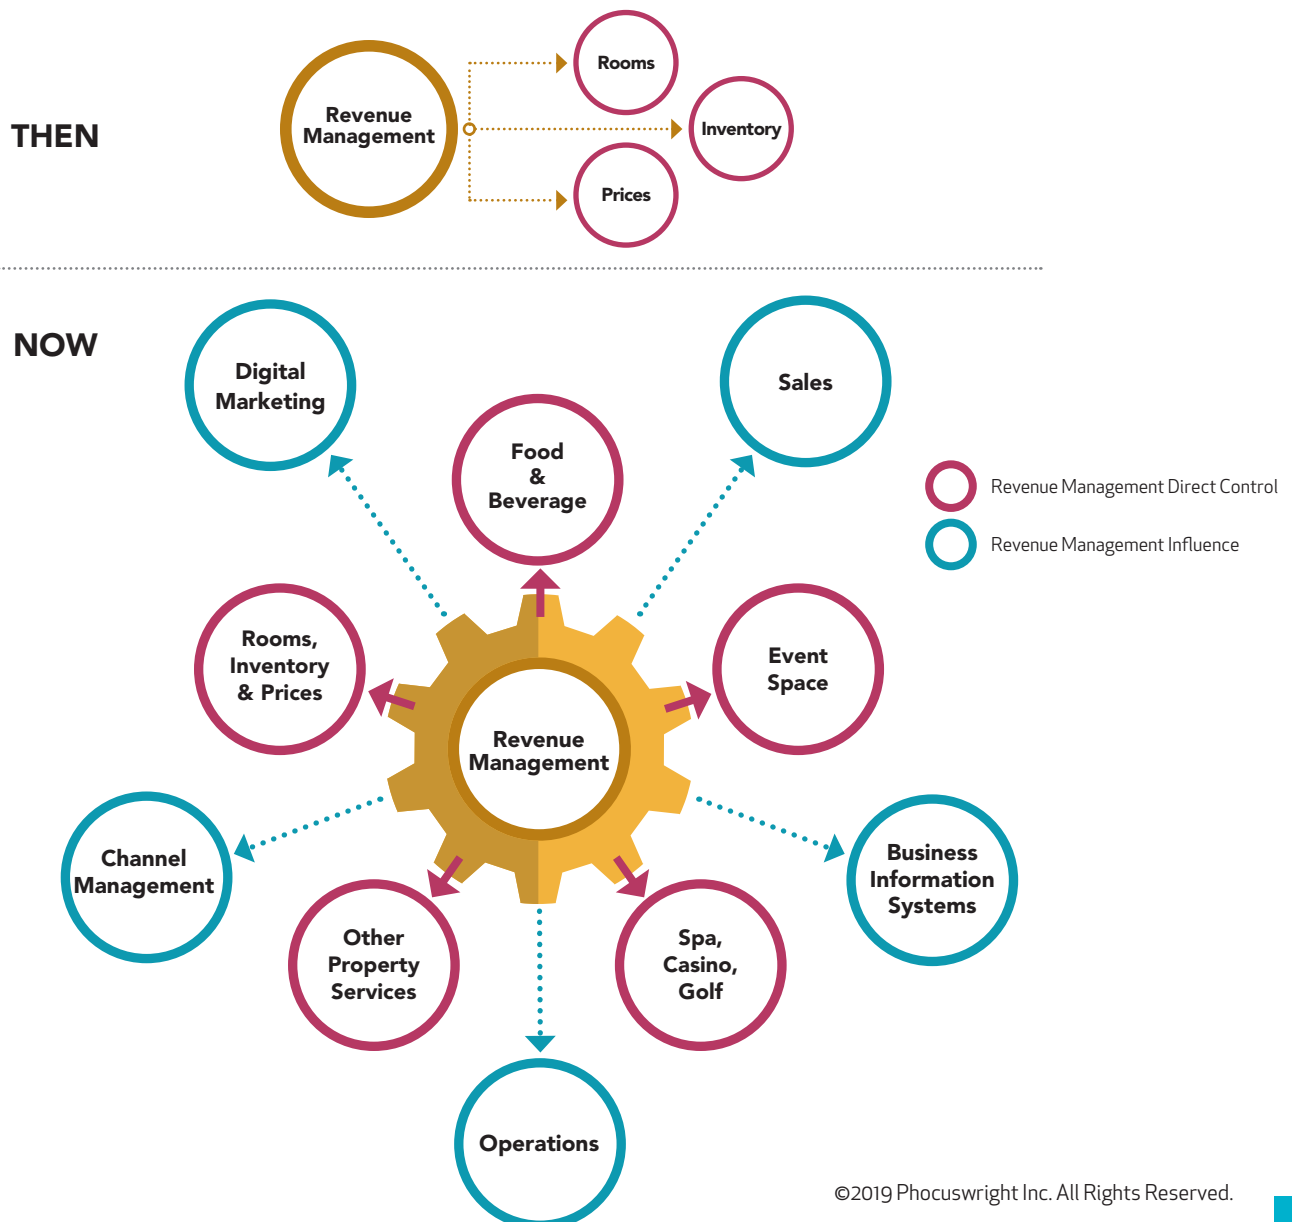 THEN
Revenue
Management
Rooms
Inventory
Prices
NOW
Digital
Marketing
Sales
Food
&
Beverage
Revenue Management Direct Control
Revenue Management Influence
Rooms,
Inventory
& Prices
Event
Space
Revenue
Management
Channel
Management
Business
Information
Systems
Other
Property
Services
Spa,
Casino,
Golf
Operations
©2019 Phocuswright Inc. All Rights Reserved.